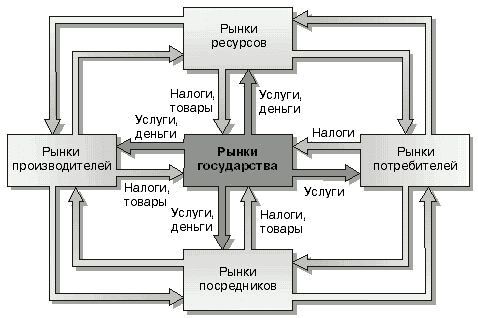 Рынки
ресурсов
Налоги,
товары
Услуги,
деньги
Услуги,
деньги
Налоги
Рынки
производителей
Рынки
государства
Рынки
потребителей
Налоги,
товары
Услуги
Услуги,
деньги
Налоги,
товары
Рынки
посредников